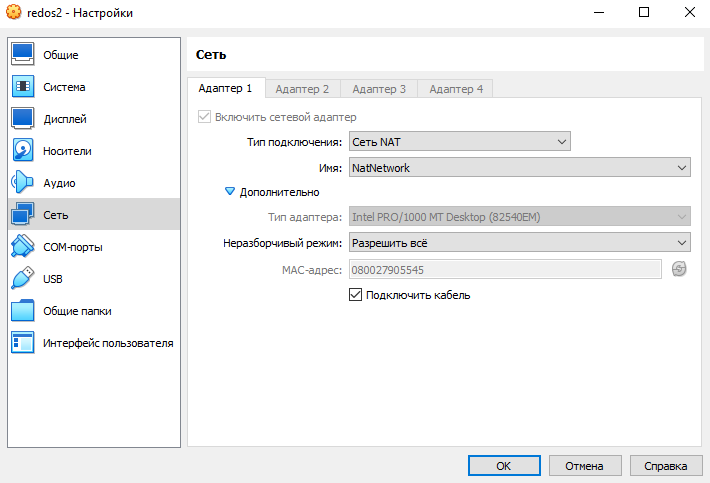 redos2 - Настройки
Общие
Система
Дисплей
Носители
Аудио
Сеть
COM-порты
USB
Общие папки
Интерфейс пользователя
Сеть
Адаптер 1 Адаптер 2 Адаптер 3 Адаптер 4
Включить сетевой адаптер
Тип подключения: Сеть NAT
Имя: NatNetwork
Дополнительно
Тип адаптера: Intel PRO/1000 MT Desktop (82540EM)
Неразборчивый режим: Разрешить всё
MAC-адрес: 080027905545
Подключить кабель
OK Отмена Справка